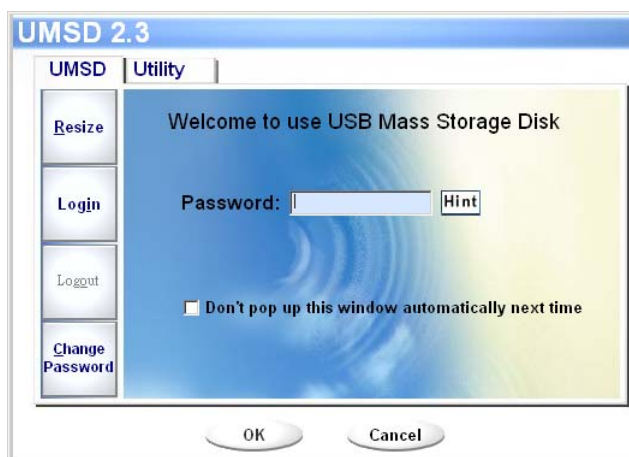 UMSD 2.3
UMSD Utility
Resize
Login
Logout
Change
Password
Welcome to use USB Mass Storage Disk
Password: Hint
Don't pop up this window automatically next time
OK Cancel